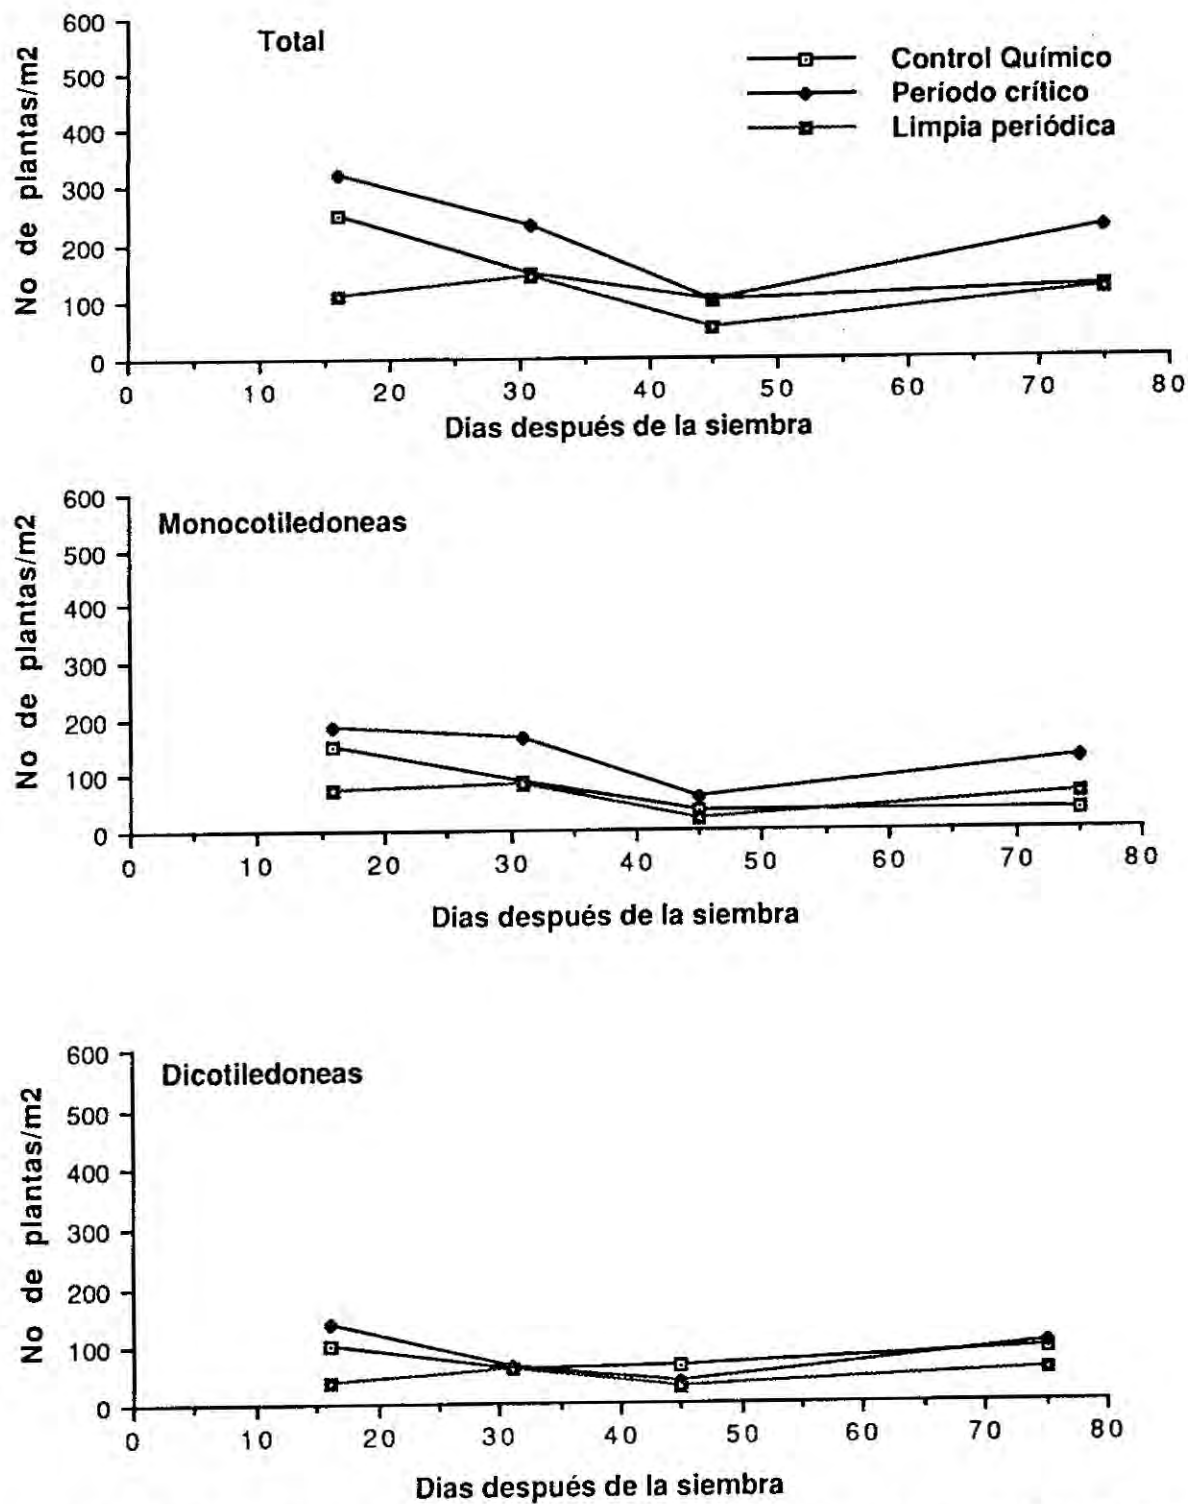 Total
Control Químico
Período crítico
Limpia periódica
No de plantas/m2
600
500
400
300
200
100
0
0 10 20 30 40 50 60 70 80
Dias después de la siembra
Monocotiledoneas
No de plantas/m2
600
500
400
300
200
100
0
0 10 20 30 40 50 60 70 80
Dias después de la siembra
Dicotiledoneas
No de plantas/m2
600
500
400
300
200
100
0
0 10 20 30 40 50 60 70 80
Dias después de la siembra